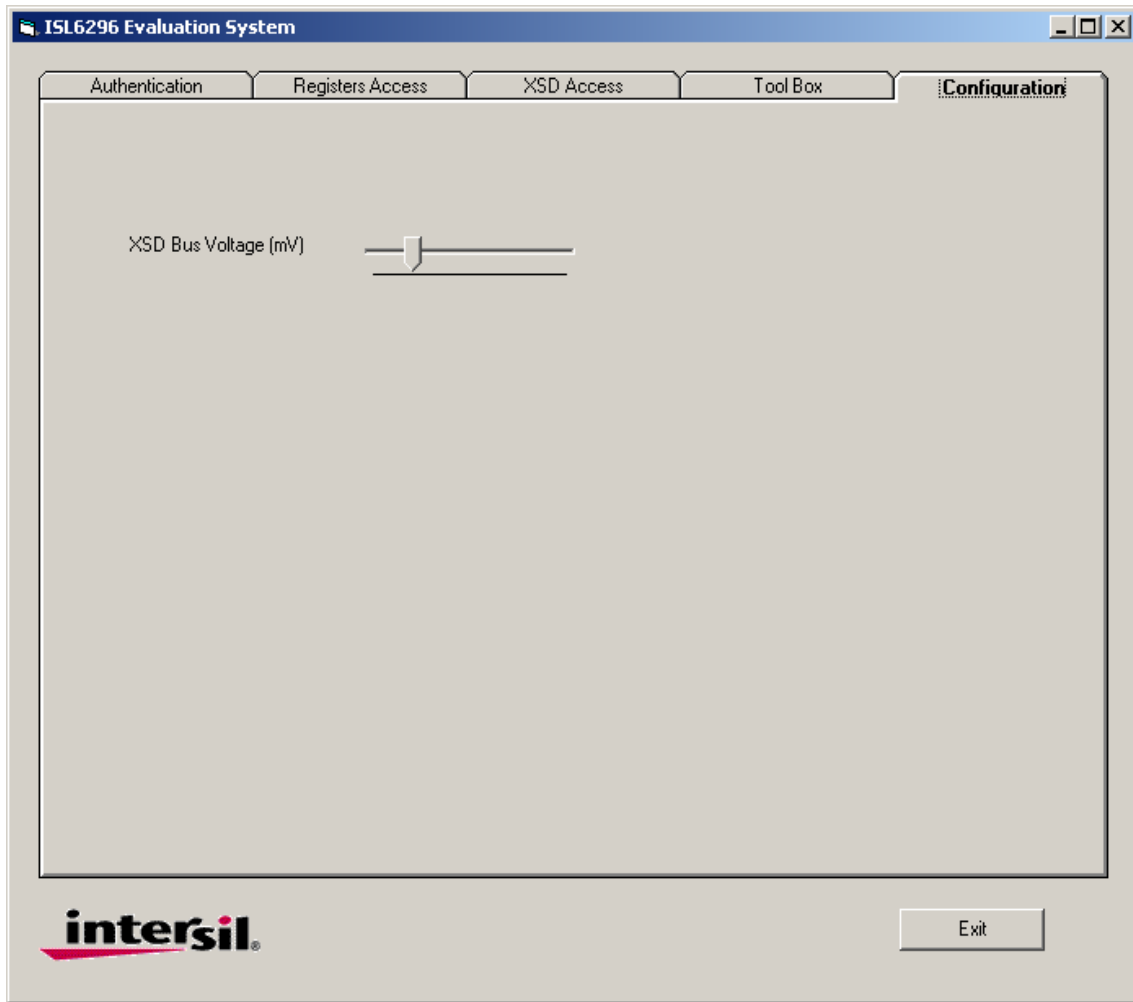 ISL6296 Evaluation System
Authentication Registers Access XSD Access Tool Box Configuration
XSD Bus Voltage (mV)
intersil®
Exit